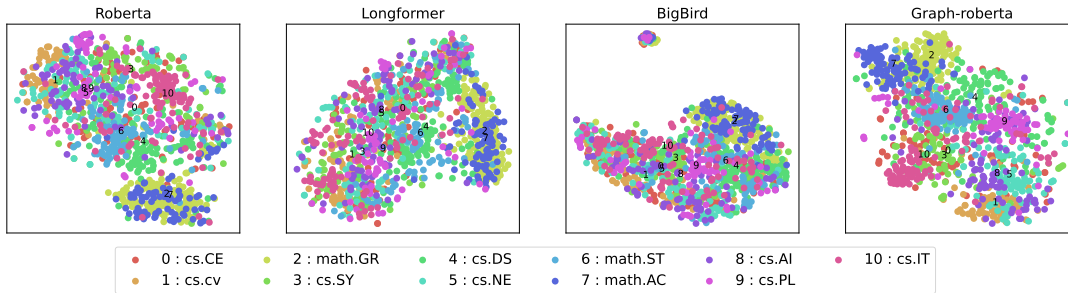 Roberta Longformer BigBird Graph-roberta
0 : cs.CE 2 : math.GR 4 : cs.DS 6 : math.ST 8 : cs.AI 10 : cs.IT
1 : cs.cv 3 : cs.SY 5 : cs.NE 7 : math.AC 9 : cs.PL